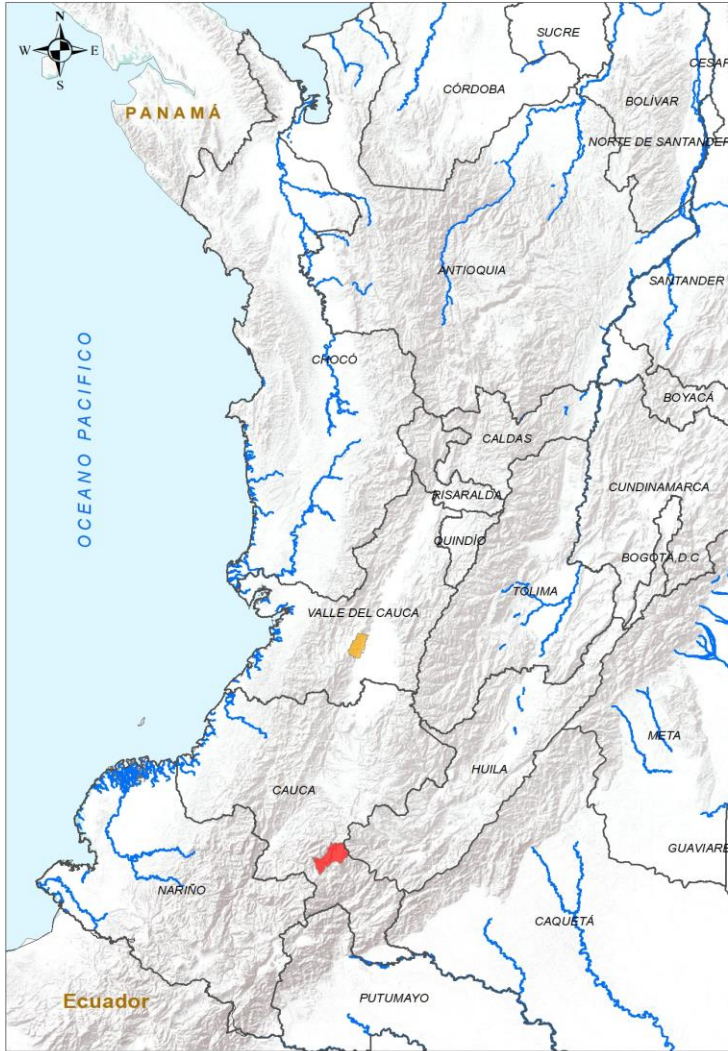 N
W E
S
SUCRE
CESAR
CÓRDOBA
BOLÍVAR
PANAMÁ
NORTE DE SANTANDER
ANTIOQUIA
SANTANDER
CHOCÓ
OCEANO PACIFICO
BOYACÁ
CALDAS
CUNDINAMARCA
RISARALDA
QUINDÍO
BOGOTÁ,D.C
TOLIMA
VALLE DEL CAUCA
META
HUILA
CAUCA
GUAVIARE
NARIÑO
CAQUETÁ
Ecuador
PUTUMAYO